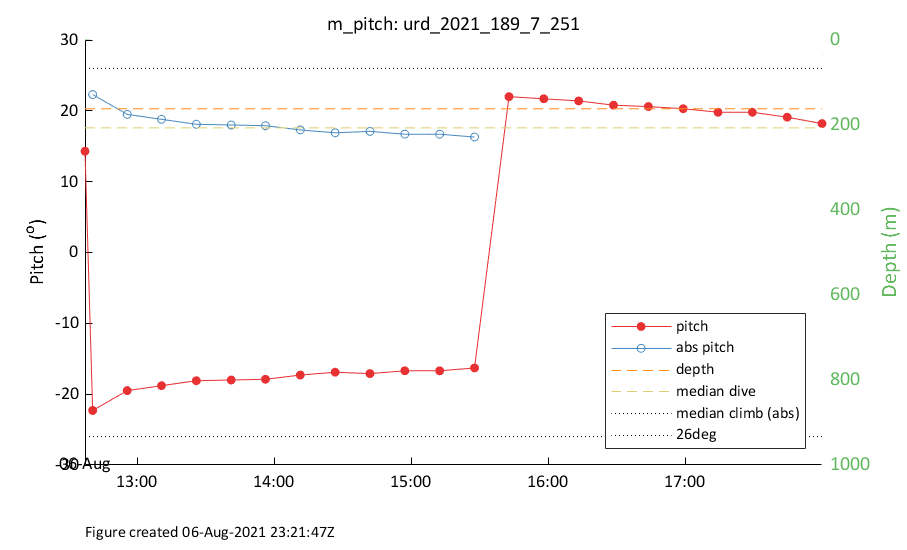 m_pitch: urd_2021_189_7_251
30
20
10
0
-10
-20
-30
Pitch (º)
0
200
400
600
800
1000
Depth (m)
pitch
abs pitch
depth
median dive
median climb (abs)
26deg
06-Aug
13:00 14:00 15:00 16:00 17:00
Figure created 06-Aug-2021 23:21:47Z